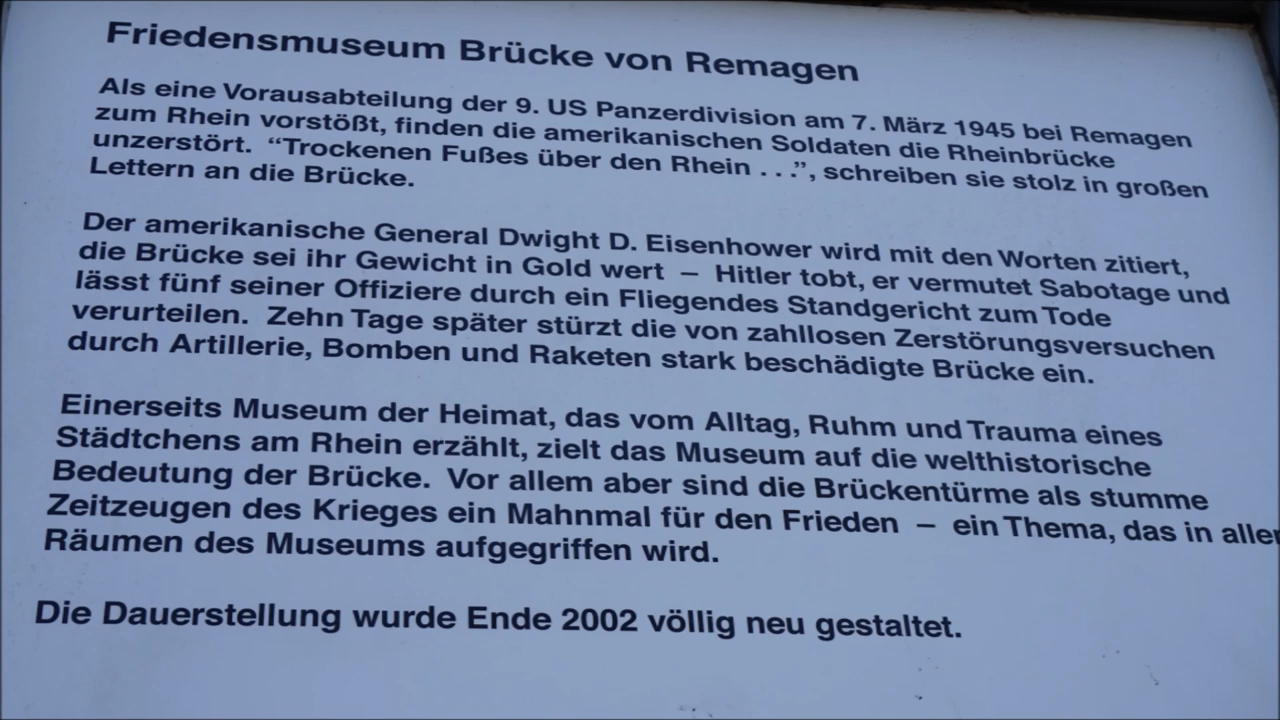 Friedensmuseum Brücke von Remagen
Als eine Vorausabteilung der 9. US Panzerdivision am 7. März 1945 bei Remagen
zum Rhein vorstößt, finden die amerikanischen Soldaten die Rheinbrücke
unzerstört. “Trockenen Fußes über den Rhein . . .”, schreiben sie stolz in großen
Lettern an die Brücke.
Der amerikanische General Dwight D. Eisenhower wird mit den Worten zitiert,
die Brücke sei ihr Gewicht in Gold wert – Hitler tobt, er vermutet Sabotage und
lässt fünf seiner Offiziere durch ein Fliegendes Standgericht zum Tode
verurteilen. Zehn Tage später stürzt die von zahllosen Zerstörungsversuchen
durch Artillerie, Bomben und Raketen stark beschädigte Brücke ein.
Einerseits Museum der Heimat, das vom Alltag, Ruhm und Trauma eines
Städtchens am Rhein erzählt, zielt das Museum auf die welthistorische
Bedeutung der Brücke. Vor allem aber sind die Brückentürme als stumme
Zeitzeugen des Krieges ein Mahnmal für den Frieden – ein Thema, das in
Räumen des Museums aufgegriffen wird.
Die Dauerstellung wurde Ende 2002 völlig neu gestaltet.